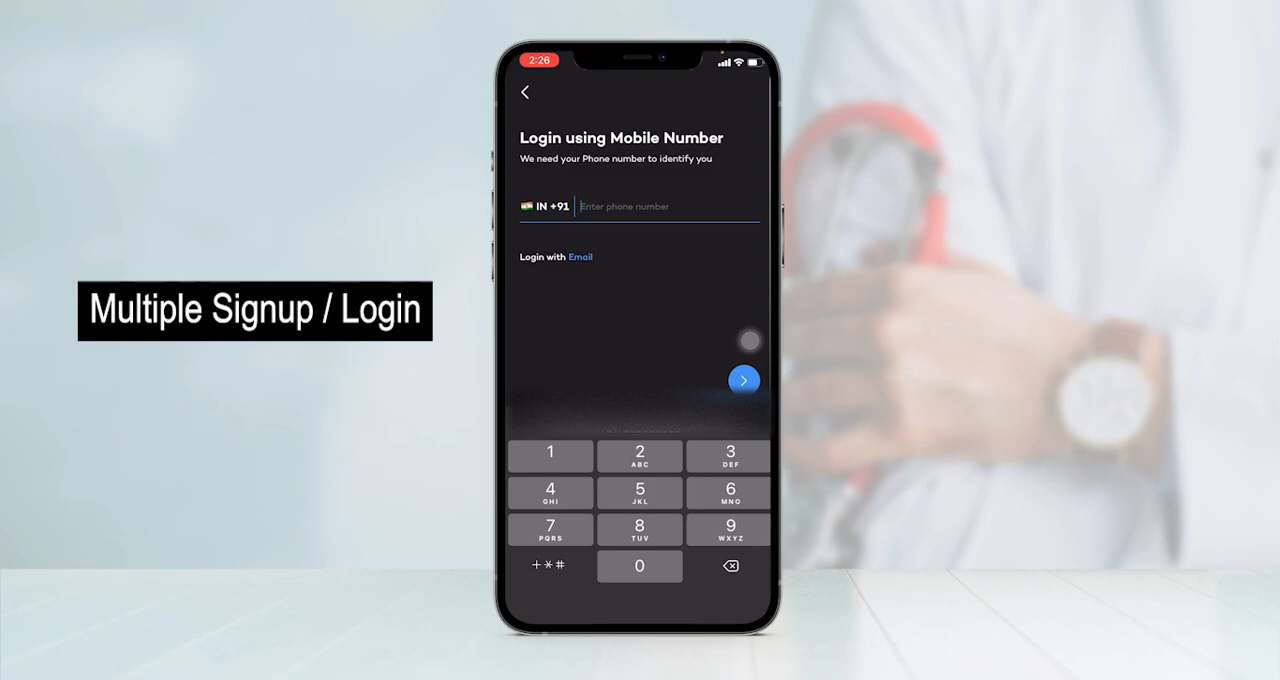 2:26
Login using Mobile Number
We need your Phone number to identify you
IN +91 Enter phone number
Login with Email
Multiple Signup / Login
1
2 ABC
3 DEF
4 GHI
5 JKL
6 MNO
7 PQRS
8 TUV
9 WXYZ
+*#
0